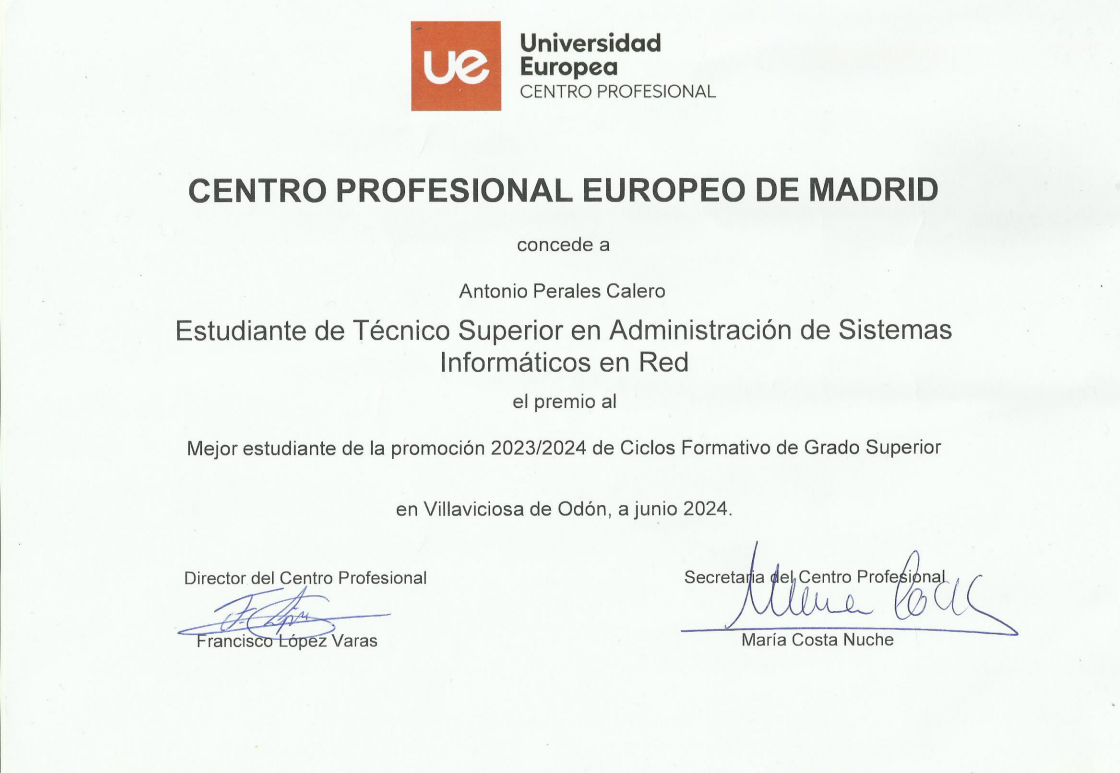 ue
Universidad
Europea
CENTRO PROFESIONAL
CENTRO PROFESIONAL EUROPEO DE MADRID
concede a
Antonio Perales Calero
Estudiante de Técnico Superior en Administración de Sistemas
Informáticos en Red
el premio al
Mejor estudiante de la promoción 2023/2024 de Ciclos Formativo de Grado Superior
en Villaviciosa de Odón, a junio 2024.
Director del Centro Profesional
Francisco López Varas
Secretaria del Centro Profesional
María Costa Nuche